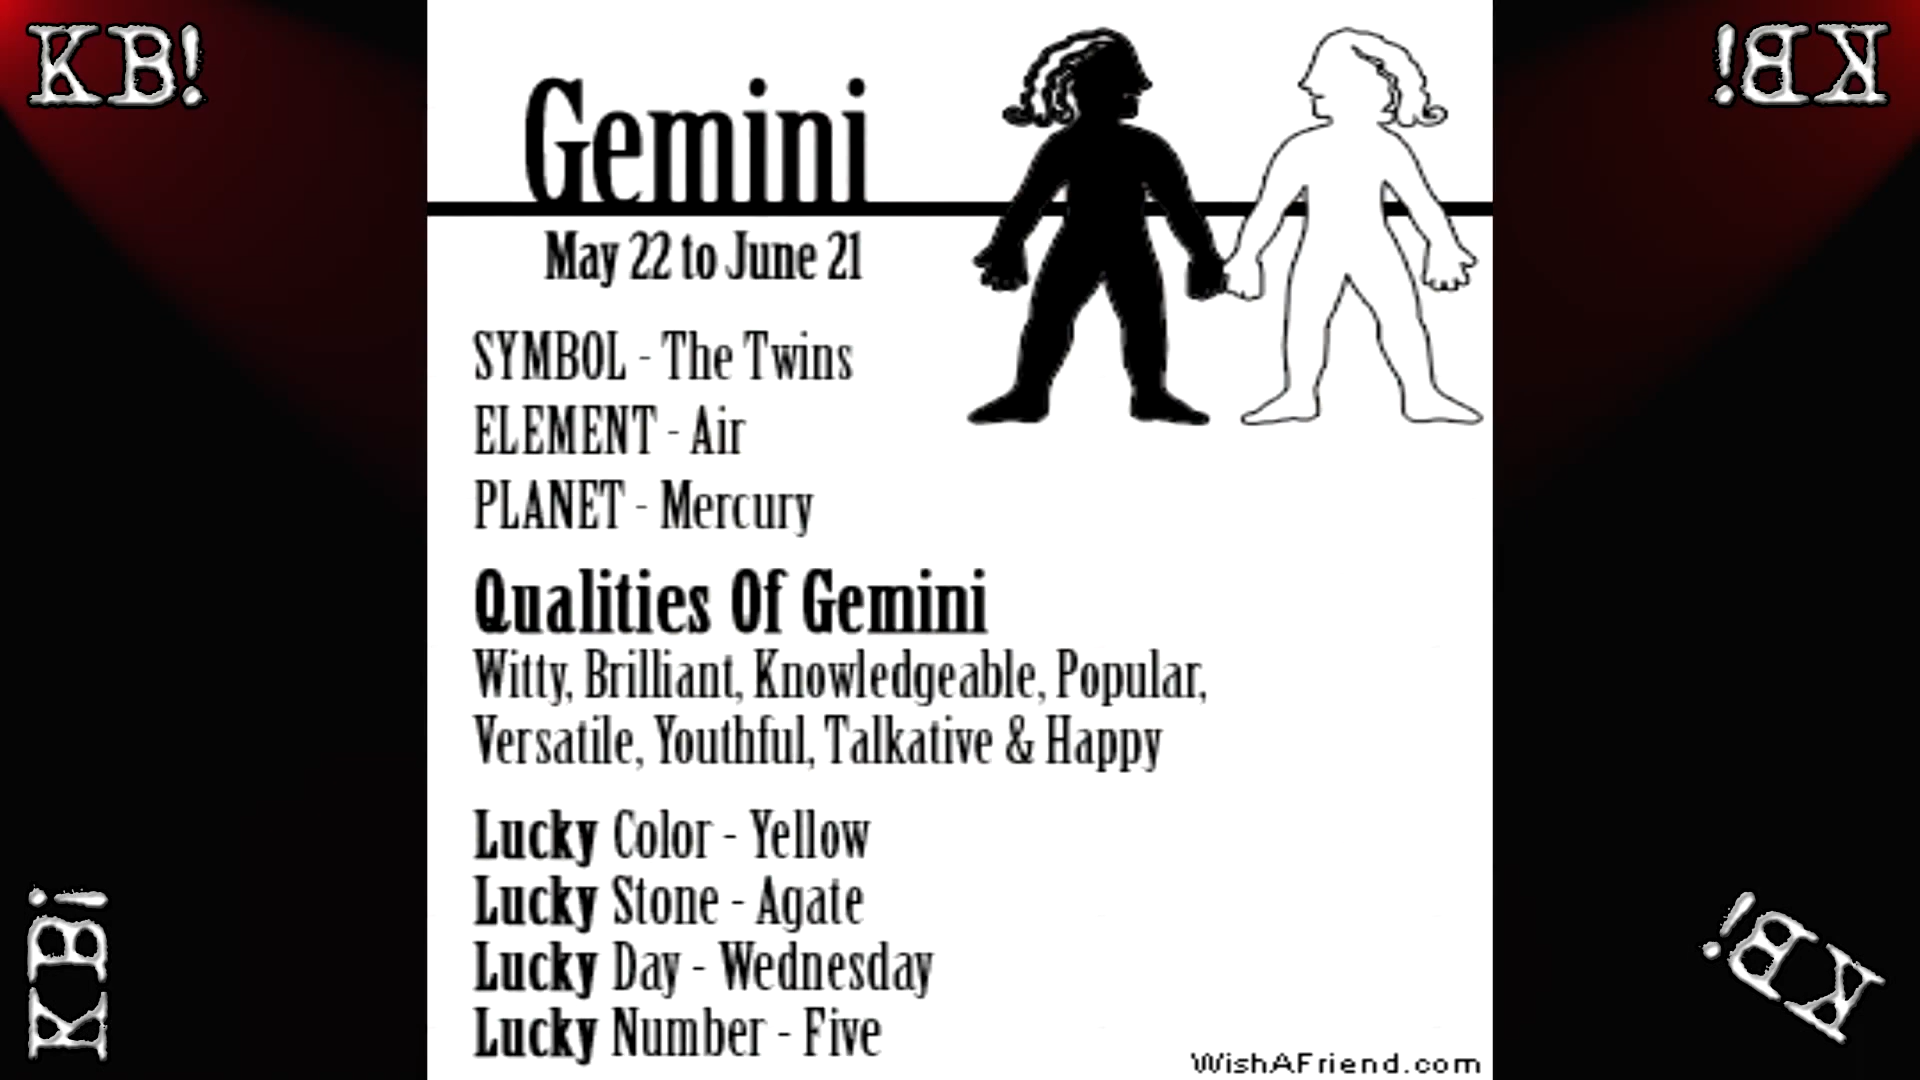 KB!
KB!
Gemini
May 22 to June 21
SYMBOL - The Twins
ELEMENT - Air
PLANET - Mercury
Qualities Of Gemini
Witty, Brilliant, Knowledgeable, Popular,
Versatile, Youthful, Talkative & Happy
Lucky Color - Yellow
Lucky Stone - Agate
Lucky Day - Wednesday
Lucky Number - Five
WishAFriend.com
KB!
KB!